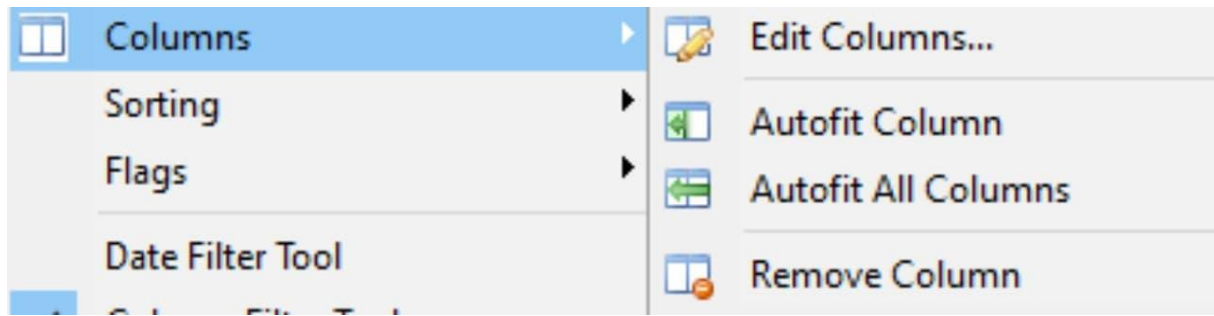 Columns
Sorting
Flags
Date Filter Tool
Edit Columns...
Autofit Column
Autofit All Columns
Remove Column